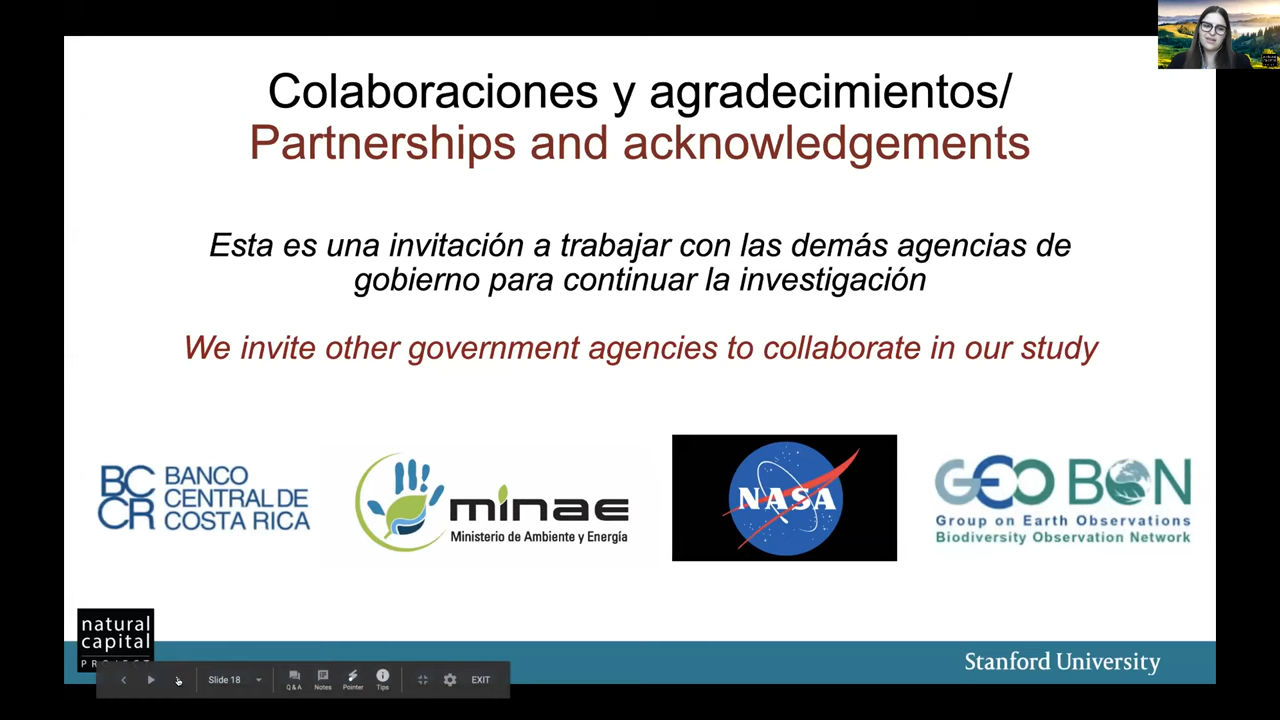 Colaboraciones y agradecimientos/
Partnerships and acknowledgements
Esta es una invitación a trabajar con las demás agencias de
gobierno para continuar la investigación
We invite other government agencies to collaborate in our study
BC
CR
BANCO
CENTRAL DE
COSTA RICA
minae
Ministerio de Ambiente y Energía
NASA
GEO BON
Group on Earth Observations
Biodiversity Observation Network
natural
capital
PROJECT
Stanford University
Slide 18
Q&A
Notes
Pointer
Tips
EXIT